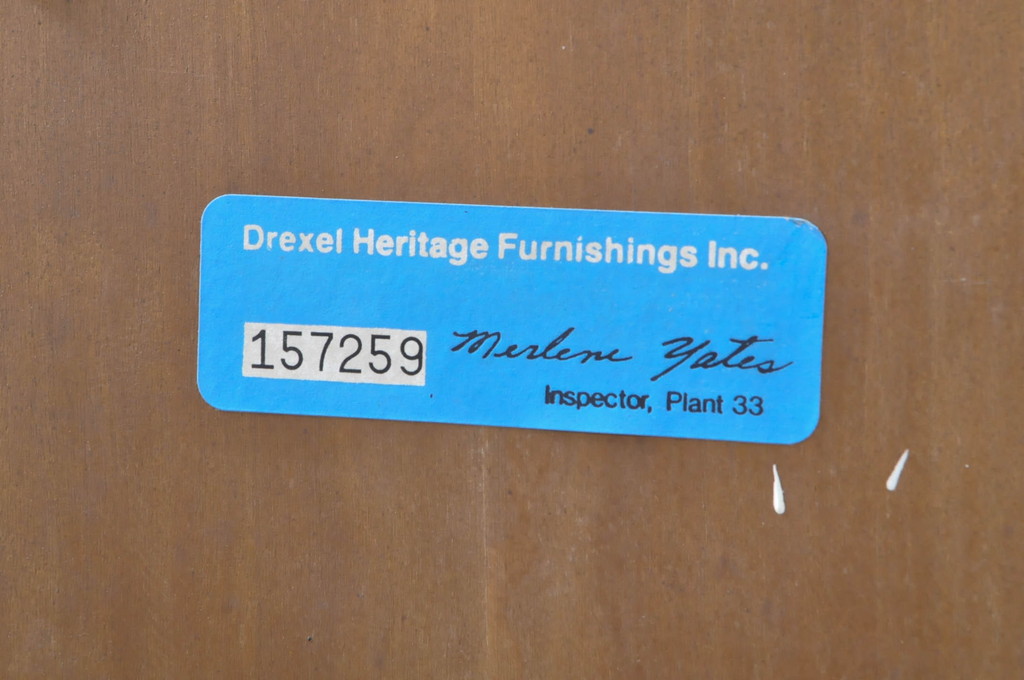 Drexel Heritage Furnishings Inc.
157259 Merlene Yates
Inspector, Plant 33